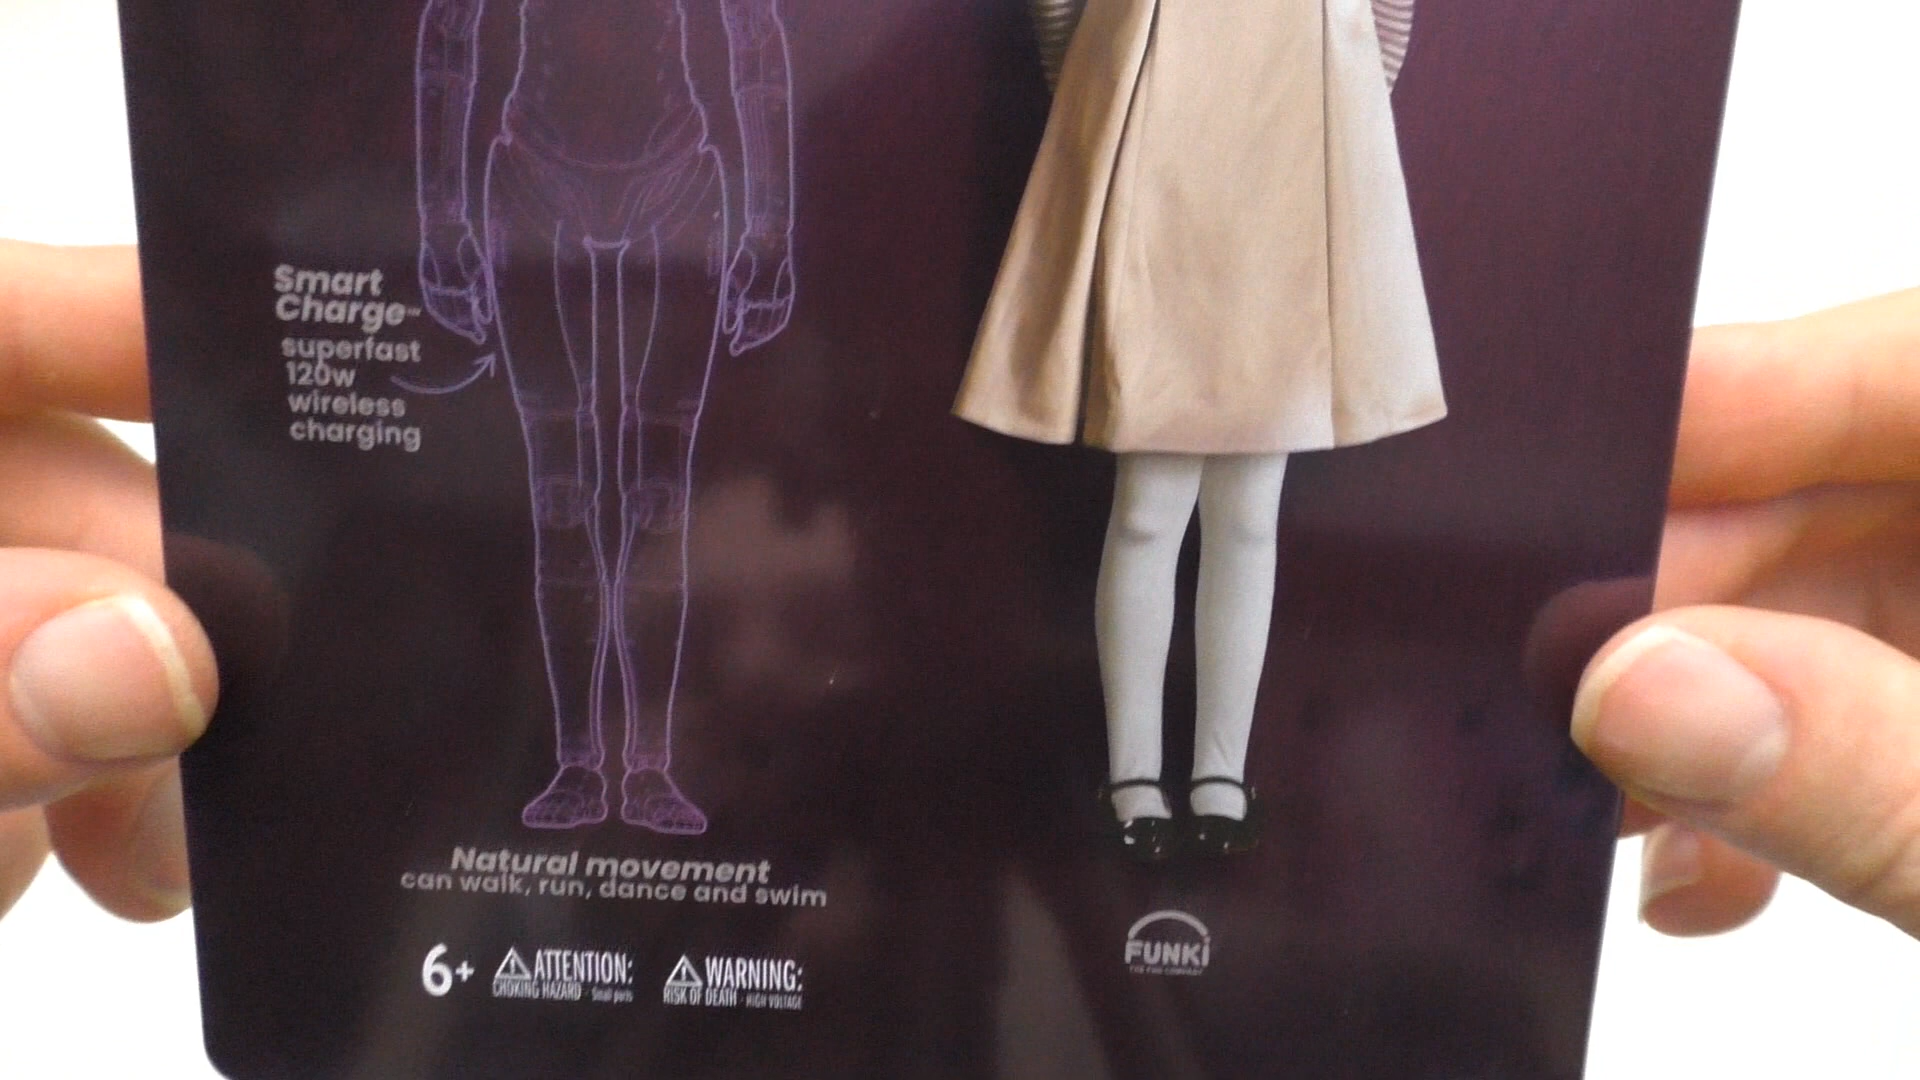 Smart
Charge™
superfast
120w
wireless
charging
Natural movement
can walk, run, dance and swim
6+
ATTENTION:
CHOKING HAZARD - Small parts
WARNING:
RISK OF DEATH - HIGH VOLTAGE
FUNKi